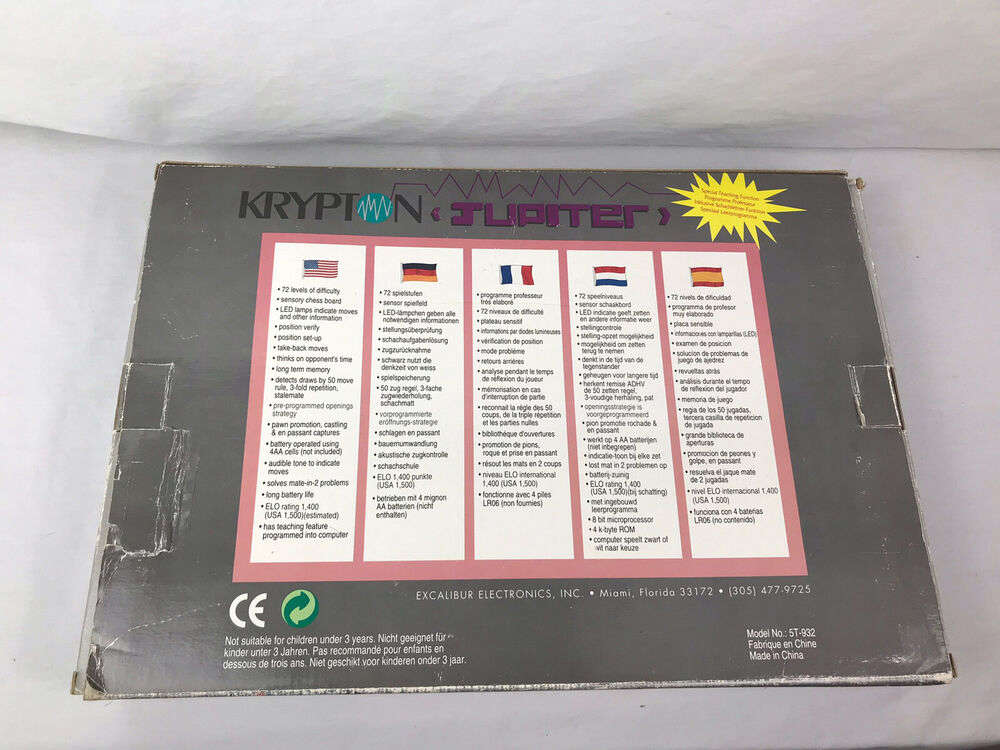 KRYPTON ‹ JUPITER ›
Special Teaching Function
Programme Professeur
Inklusive Schachlehrer-Funktion
Speciaal Leerprogramma
• 72 levels of difficulty
• sensory chess board
• LED lamps indicate moves
and other information
• position verify
• position set-up
• take-back moves
• thinks on opponent's time
• long term memory
• detects draws by 50 move
rule, 3-fold repetition,
stalemate
• pre-programmed openings
strategy
• pawn promotion, castling
& en passant captures
• battery operated using
4AA cells (not included)
• audible tone to indicate
moves
• solves mate-in-2 problems
• long battery life
• ELO rating 1,400
(USA 1,500)(estimated)
• has teaching feature
programmed into computer
• 72 spielstufen
• sensor spielfeld
• LED-lämpchen geben alle
notwendigen informationen
• stellungsüberprüfung
• schachaufgabenlösung
• zugzurücknahme
• schwarz nutzt die
denkzeit von weiss
• spielspeicherung
• 50 zug regel, 3-fache
zugwiederholung,
schachmatt
• vorprogrammierte
eröffnungs-strategie
• schlagen en passant
• bauernumwandlung
• akustische zugkontrolle
• schachschule
• ELO 1,400 punkte
(USA 1,500)
• betrieben mit 4 mignon
AA batterien (nicht
enthalten)
• programme professeur
trés elaboré
• 72 niveaux de difficulté
• plateau sensitif
• informations par diodes lumineuses
• vérification de position
• mode problème
• retours arrières
• analyse pendant le temps
de réflexion du joueur
• mémorisation en cas
d'interruption de partie
• reconnait la règle des 50
coups, de la triple répétition
et les parties nulles
• bibliothèque d'ouvertures
• promotion de pions,
roque et prise en passant
• résout les mats en 2 coups
• niveau ELO international
1,400 (USA 1,500)
• fonctionne avec 4 piles
LR06 (non fournies)
• 72 speelniveaus
• sensor schaakbord
• LED indicatie geeft zetten
en andere informatie weer
• stellingcontrole
• stelling-opzet mogelijkheid
• mogelijkheid om zetten
terug te nemen
• denkt in de tijd van de
tegenstander
• geheugen voor langere tijd
• herkent remise ADHV
de 50 zetten regel,
3-voudige herhaling, pat
• openingsstrategie is
voorgeprogrammeerd
• pion promotie rochade &
en passant
• werkt op 4 AA batterijen
(niet inbegrepen)
• indicatie-toon bij elke zet
• lost mat in 2 problemen op
• batterij-zuinig
• ELO rating 1,400
(USA 1,500)(bij schatting)
• met ingebouwd
leerprogramma
• 8 bit microprocessor
• 4 k-byte ROM
• computer speelt zwart of
wit naar keuze
• 72 nivels de dificuldad
• programa de profesor
muy elaborado
• placa sensible
• informaciones con lamparillas (LED)
• examen de posicion
• solucion de problemas de
juego de ajedrez
• revueltas atrás
• análisis durante el tempo
de reflexion del jugador
• memoria de juego
• regla de los 50 jugadas,
tercera casilla de repeticion
de jugada
• grande biblioteca de
aperturas
• promocion de peones y
golpe, en passant
• resuelva el jaque mate
de 2 jugadas
• nivel ELO internacional 1,400
(USA 1,500)
• funciona con 4 baterias
LR06 (no contenido)
EXCALIBUR ELECTRONICS, INC. • Miami, Florida 33172 • (305) 477-9725
CE
Not suitable for children under 3 years. Nicht geeignet für
kinder unter 3 Jahren. Pas recommandé pour enfants en
dessous de trois ans. Niet geschikt voor kinderen onder 3 jaar.
Model No.: 5T-932
Fabrique en Chine
Made in China